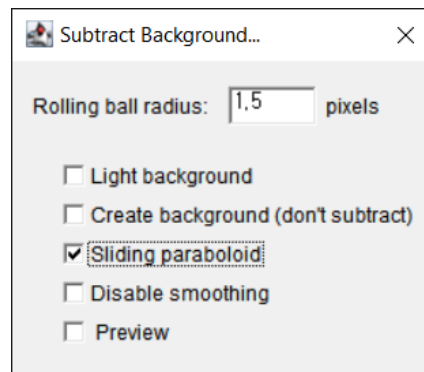 Subtract Background...
Rolling ball radius: 1,5 pixels
Light background
Create background (don't subtract)
Sliding paraboloid
Disable smoothing
Preview